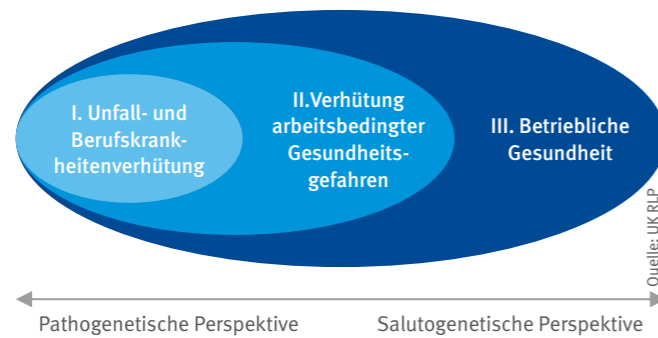 I. Unfall- und
Berufskrank-
heitenverhütung
II.Verhütung
arbeitsbedingter
Gesundheits-
gefahren
III. Betriebliche
Gesundheit
Quelle: UK RLP
Pathogenetische Perspektive
Salutogenetische Perspektive